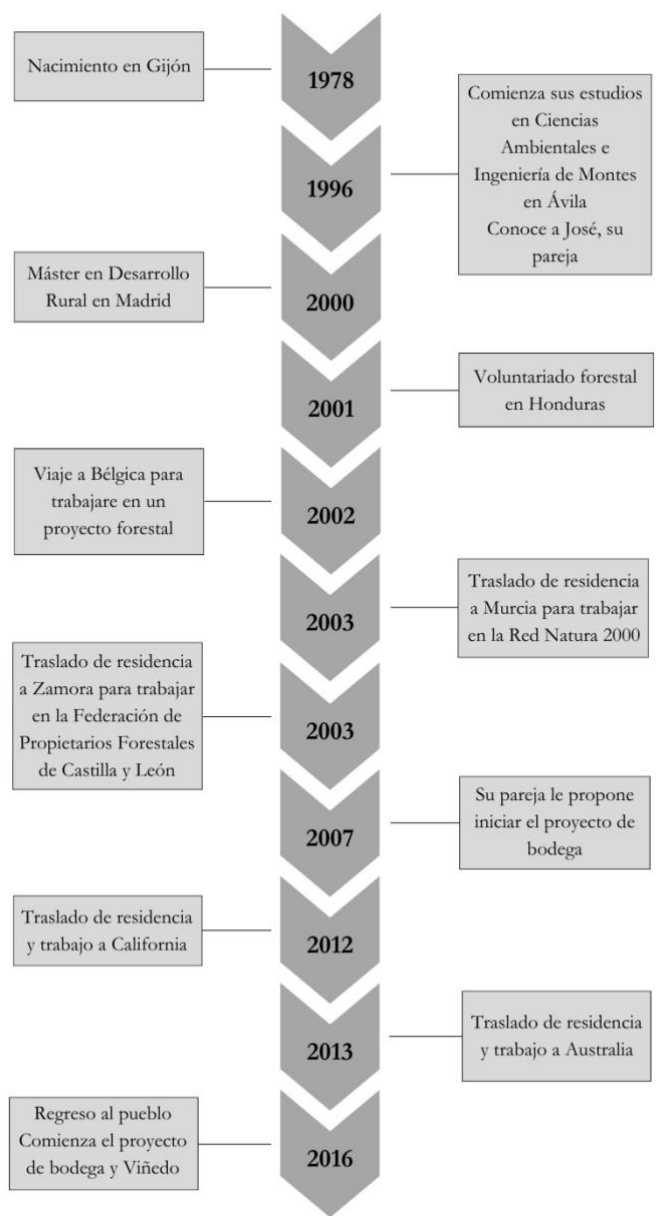 Nacimiento en Gijón
1978
Comienza sus estudios
en Ciencias
Ambientales e
Ingeniería de Montes
en Ávila
Conoce a José, su
pareja
1996
Máster en Desarrollo
Rural en Madrid
2000
Voluntariado forestal
en Honduras
2001
Viaje a Bélgica para
trabajare en un
proyecto forestal
2002
Traslado de residencia
a Murcia para trabajar
en la Red Natura 2000
2003
Traslado de residencia
a Zamora para trabajar
en la Federación de
Propietarios Forestales
de Castilla y León
2003
Su pareja le propone
iniciar el proyecto de
bodega
2007
Traslado de residencia
y trabajo a California
2012
Traslado de residencia
y trabajo a Australia
2013
Regreso al pueblo
Comienza el proyecto
de bodega y Viñedo
2016